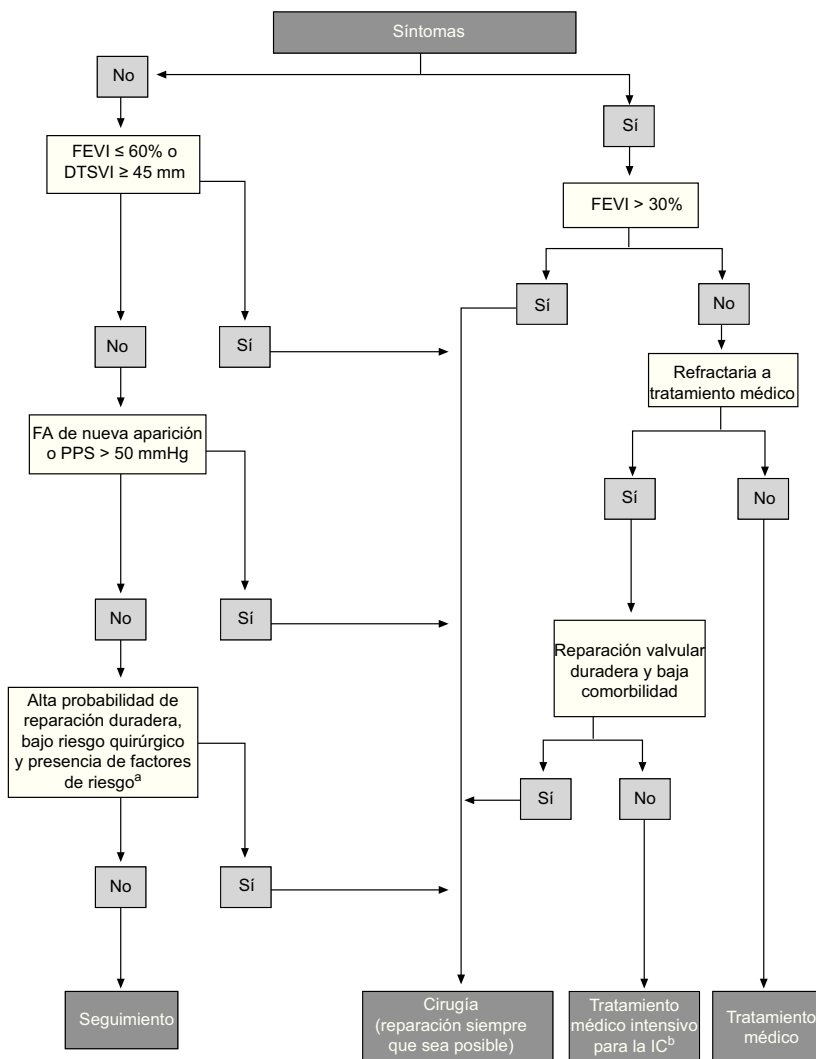 Síntomas
No
Sí
FEVI ≤ 60% o
DTSVI ≥ 45 mm
FEVI > 30%
Sí
No
No
Sí
Refractaria a
tratamiento médico
FA de nueva aparición
o PPS > 50 mmHg
Sí
No
No
Sí
Reparación valvular
duradera y baja
comorbilidad
Alta probabilidad de
reparación duradera,
bajo riesgo quirúrgico
y presencia de factores
de riesgoa
Sí
No
No
Sí
Seguimiento
Cirugía
(reparación siempre
que sea posible)
Tratamiento
médico intensivo
para la ICb
Tratamiento
médico